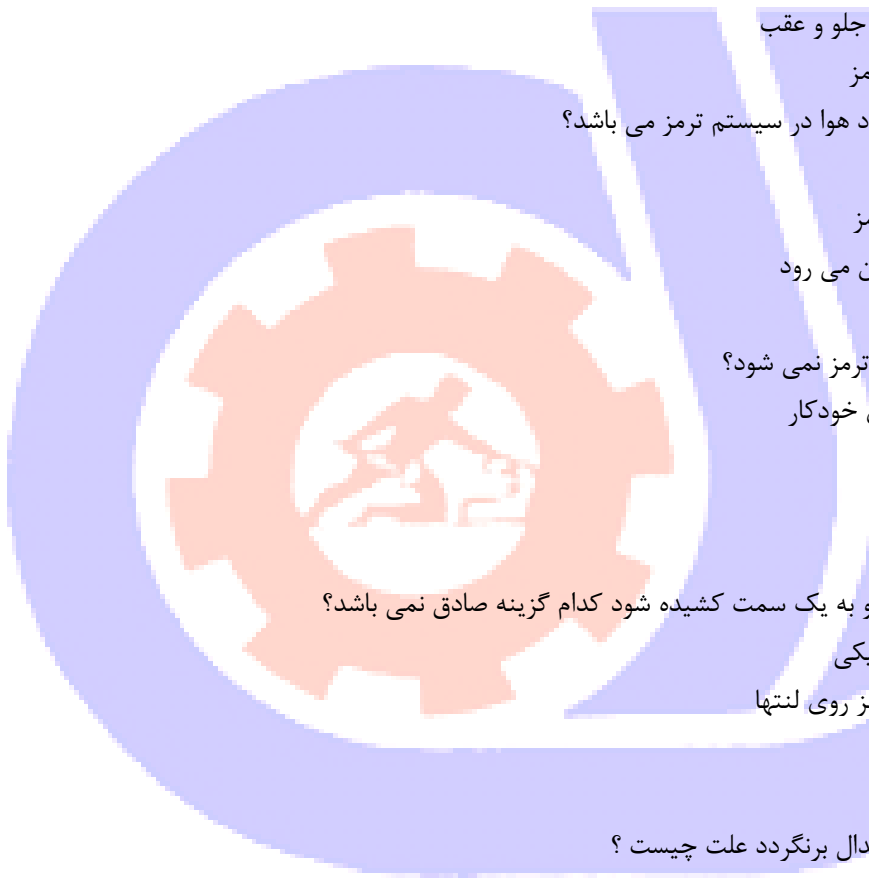 جلو و عقب
مز
د هوا در سیستم ترمز می باشد؟
مز
ن می رود
ترمز نمی شود؟
ی خودکار
و به یک سمت کشیده شود کدام گزینه صادق نمی باشد؟
یکی
ز روی لنتها
دال برنگردد علت چیست ؟